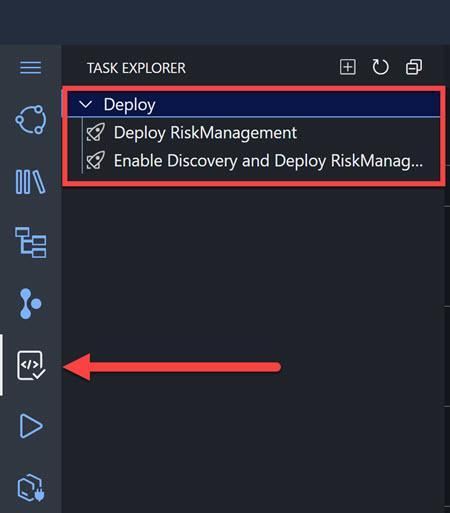 TASK EXPLORER
Deploy
Deploy RiskManagement
Enable Discovery and Deploy RiskManag...